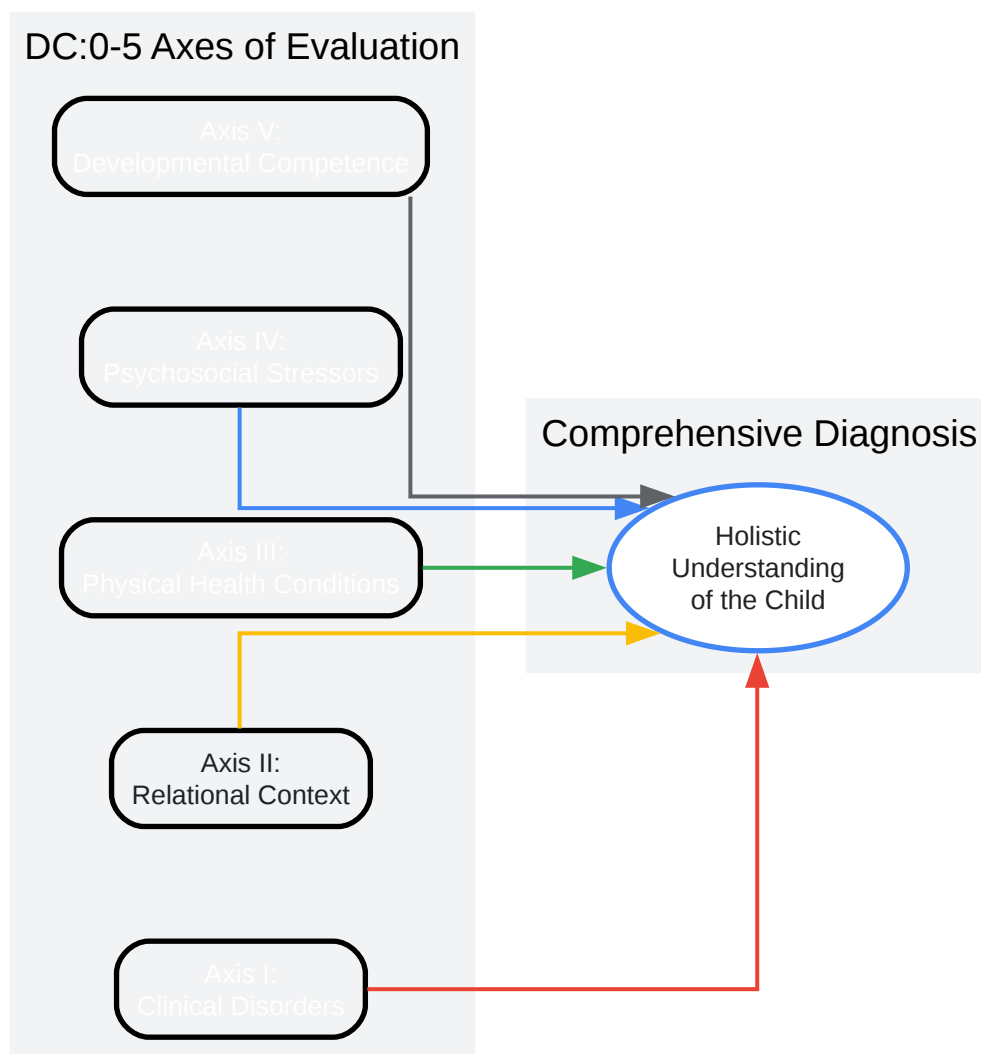 DC:0-5 Axes of Evaluation
Axis V:
Developmental Competence
Axis IV:
Psychosocial Stressors
Comprehensive Diagnosis
Holistic
Understanding
of the Child
Axis III:
Physical Health Conditions
Axis II:
Relational Context
Axis I:
Clinical Disorders